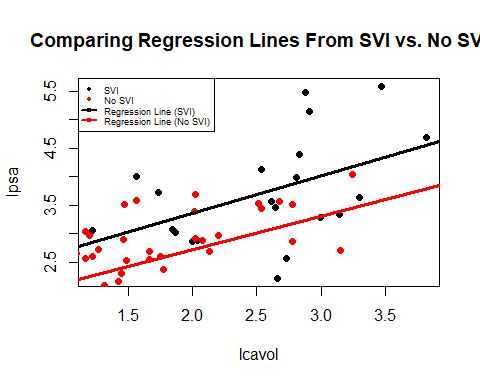 Comparing Regression Lines From SVI vs. No SV
SVI
No SVI
Regression Line (SVI)
Regression Line (No SVI)
lpsa
5.5
4.5
3.5
2.5
1.5 2.0 2.5 3.0 3.5
lcavol